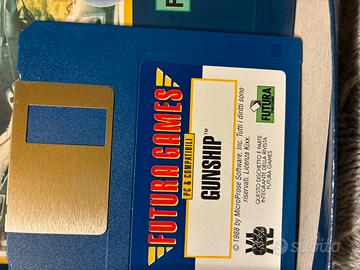 FUTURA GAMES
PC & COMPATIBILI
GUNSHIP™
© 1988 by MicroProse Software, Inc. Tutti i diritti sono
riservati. Licenza Kixx.
FUTURA
QUESTO DISCHETTO È PARTE
INTEGRANTE DELLA RIVISTA
FUTURA GAMES
subito